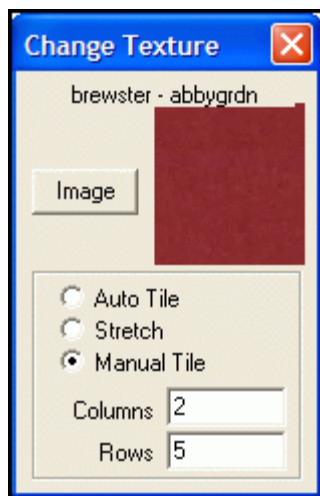 Change Texture
brewster - abbygrdn
Image
Auto Tile
Stretch
Manual Tile
Columns 2
Rows 5